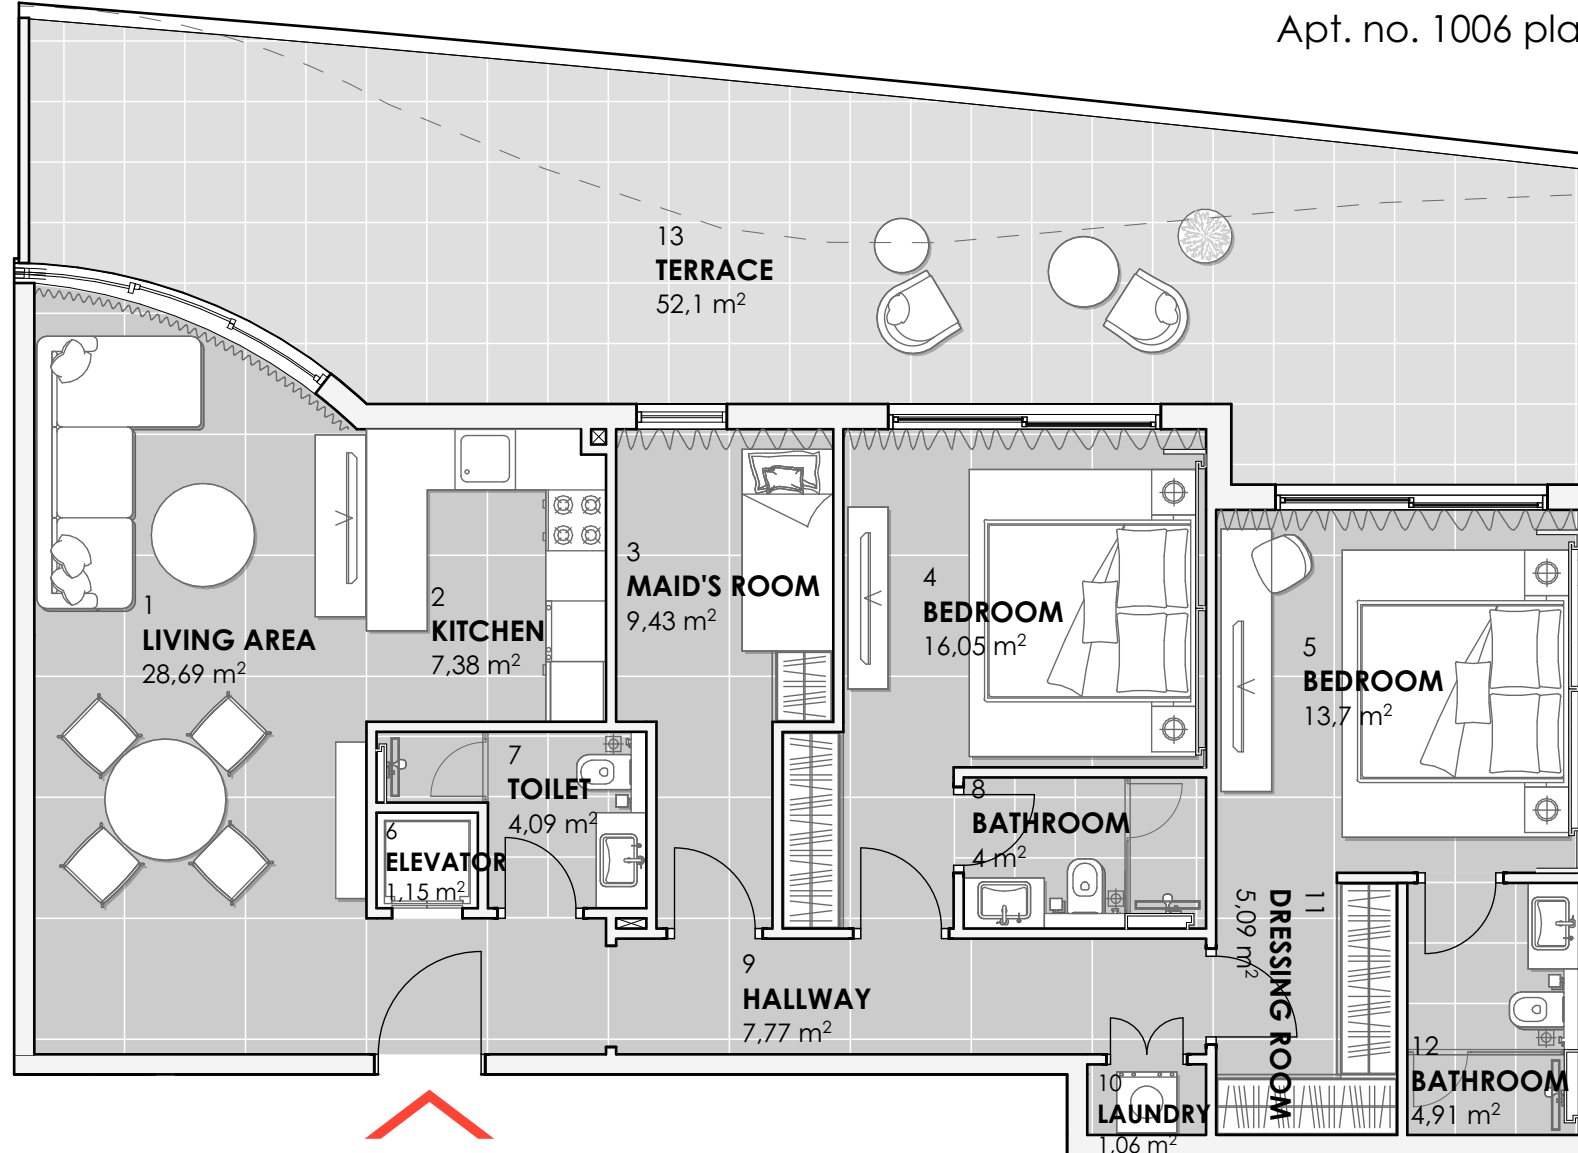 Apt. no. 1006 pla
13
TERRACE
52,1 m²
1
LIVING AREA
28,69 m²
2
KITCHEN
7,38 m²
3
MAID'S ROOM
9,43 m²
4
BEDROOM
16,05 m²
5
BEDROOM
13,7 m²
6
ELEVATOR
1,15 m²
7
TOILET
4,09 m²
8
BATHROOM
4 m²
9
HALLWAY
7,77 m²
10
LAUNDRY
1,06 m²
11
DRESSING ROOM
5,09 m²
12
BATHROOM
4,91 m²